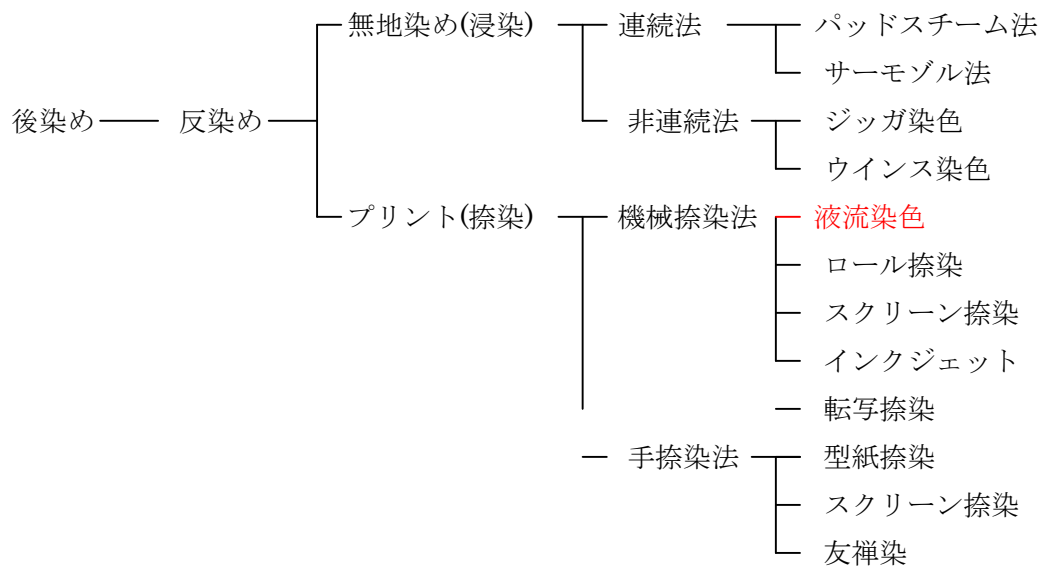 無地染め(浸染) 連続法 パッドスチーム法
サーモゾル法
後染め 反染め 非連続法 ジッガ染色
ウインス染色
プリント(捺染) 機械捺染法 液流染色
ロール捺染
スクリーン捺染
インクジェット
転写捺染
手捺染法 型紙捺染
スクリーン捺染
友禅染